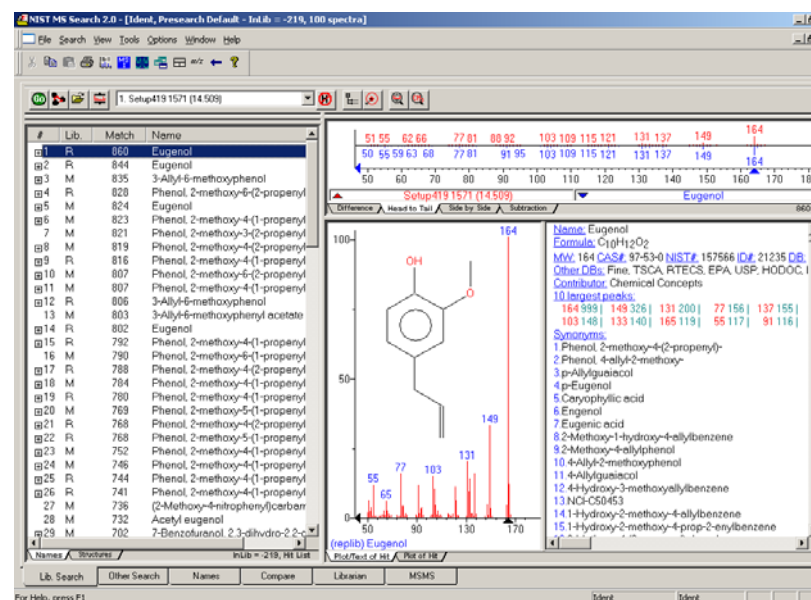 NIST MS Search 2.0 - [Ident, Presearch Default - InLib = -219, 100 spectra]
File Search View Tools Options Window Help
1. Setup419 1571 (14.509)
# Lib. Match Name
1 R 860 Eugenol
2 R 844 Eugenol
3 M 835 3-Allyl-6-methoxyphenol
4 R 828 Phenol, 2-methoxy-6-(2-propenyl
5 M 824 Eugenol
6 M 823 Phenol, 2-methoxy-4-(1-propenyl
7 M 821 Phenol, 2-methoxy-3-(2-propenyl
8 M 819 Phenol, 2-methoxy-4-(2-propenyl
9 R 816 Phenol, 2-methoxy-4-(1-propenyl
10 M 807 Phenol, 2-methoxy-6-(2-propenyl
11 M 807 Phenol, 2-methoxy-4-(1-propenyl
12 R 806 3-Allyl-6-methoxyphenol
13 M 803 3-Allyl-6-methoxyphenyl acetate
14 R 802 Eugenol
15 R 792 Phenol, 2-methoxy-4-(1-propenyl
16 M 790 Phenol, 2-methoxy-6-(1-propenyl
17 R 788 Phenol, 2-methoxy-4-(2-propenyl
18 M 784 Phenol, 2-methoxy-4-(1-propenyl
19 M 780 Phenol, 2-methoxy-4-(1-propenyl
20 M 769 Phenol, 2-methoxy-5-(1-propenyl
21 R 768 Phenol, 2-methoxy-4-(2-propenyl
22 R 768 Phenol, 2-methoxy-5-(1-propenyl
23 M 752 Phenol, 2-methoxy-4-(1-propenyl
24 M 746 Phenol, 2-methoxy-4-(1-propenyl
25 R 744 Phenol, 2-methoxy-4-(1-propenyl
26 R 741 Phenol, 2-methoxy-4-(1-propenyl
27 M 736 (2-Methoxy-4-nitrophenyl)carbam
28 M 732 Acetyl eugenol
29 M 702 7-Benzofuranol, 2,3-dihydro-2,2-c
Names Structures InLib = -219, Hit List
51 55 62 66 77 81 88 92 103 109 115 121 131 137 149 164
50 55 59 63 68 77 81 91 95 103 109 115 121 131 137 149 164
50 60 70 80 90 100 110 120 130 140 150 160 170 18
Setup419 1571 (14.509) Eugenol
Difference Head to Tail Side by Side Subtraction 860
100 164
OH
O
50
149
131
55 65 77 103
0
50 90 130 170
(replib) Eugenol
Plot/Text of Hit Plot of Hit
Name: Eugenol
Formula: C10H12O2
MW: 164 CAS#: 97-53-0 NIST#: 157566 ID#: 21235 DB:
Other DBs: Fine, TSCA, RTECS, EPA, USP, HODOC, I
Contributor: Chemical Concepts
10 largest peaks:
164 999 | 149 326 | 131 200 | 77 156 | 137 155 |
103 148 | 133 140 | 165 119 | 55 117 | 91 116 |
Synonyms:
1.Phenol, 2-methoxy-4-(2-propenyl)-
2.Phenol, 4-allyl-2-methoxy-
3.p-Allylguaiacol
4.p-Eugenol
5.Caryophyllic acid
6.Engenol
7.Eugenic acid
8.2-Methoxy-1-hydroxy-4-allylbenzene
9.2-Methoxy-4-allylphenol
10.4-Allyl-2-methoxyphenol
11.4-Allylguaiacol
12.4-Hydroxy-3-methoxyallylbenzene
13.NCI-C50453
14.1-Hydroxy-2-methoxy-4-allylbenzene
15.1-Hydroxy-2-methoxy-4-prop-2-enylbenzene
Lib. Search Other Search Names Compare Librarian MSMS
For Help, press F1 Ident Ident